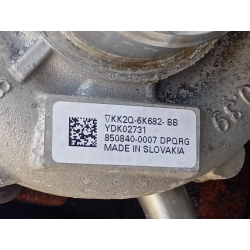 ▽KK2Q-6K682- BB
YDK02731
850840-0007 DPQRG
MADE IN SLOVAKIA